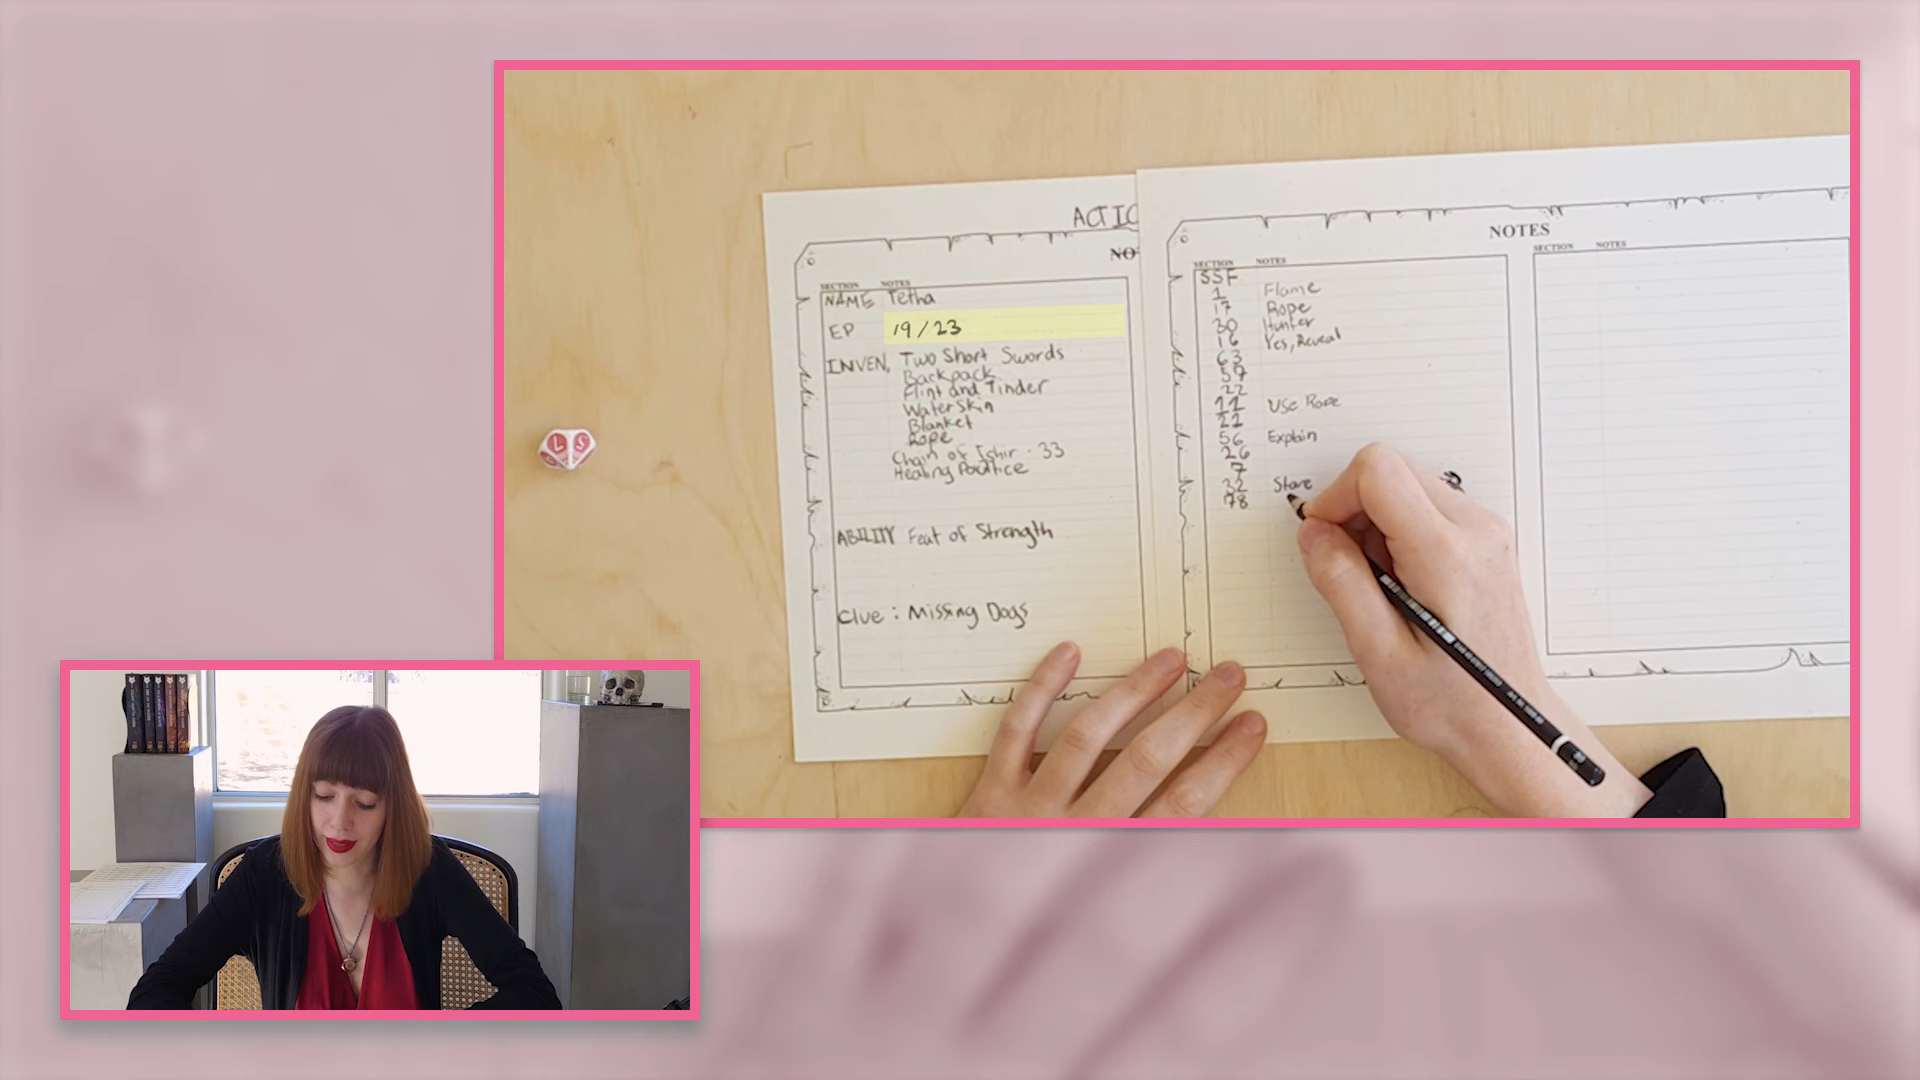 ACTIO
NO
SECTION NOTES
NAME Tetha
EP 19/23
INVEN, Two Short Swords
Backpack
Flint and Tinder
WaterSkin
Blanket
Rope
Chain of Ishir - 33
Healing Poultice
ABILITY Feat of Strength
Clue: Missing Dogs
NOTES
SECTION NOTES
SSF
1 Flame
17 Rope
30 Hunter
16 Yes, Reveal
63
57
22
11 Use Rope
21
56 Explain
26
7
32 Stare
78
SECTION NOTES
L S